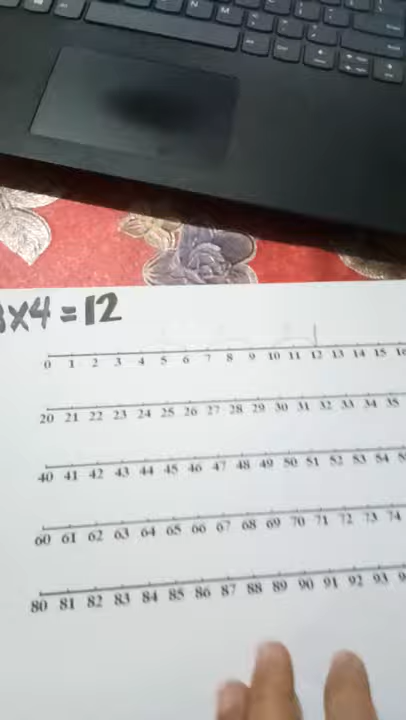 3x4=12
0 1 2 3 4 5 6 7 8 9 10 11 12 13 14 15 16
20 21 22 23 24 25 26 27 28 29 30 31 32 33 34 35
40 41 42 43 44 45 46 47 48 49 50 51 52 53 54
60 61 62 63 64 65 66 67 68 69 70 71 72 73 74
80 81 82 83 84 85 86 87 88 89 90 91 92 93